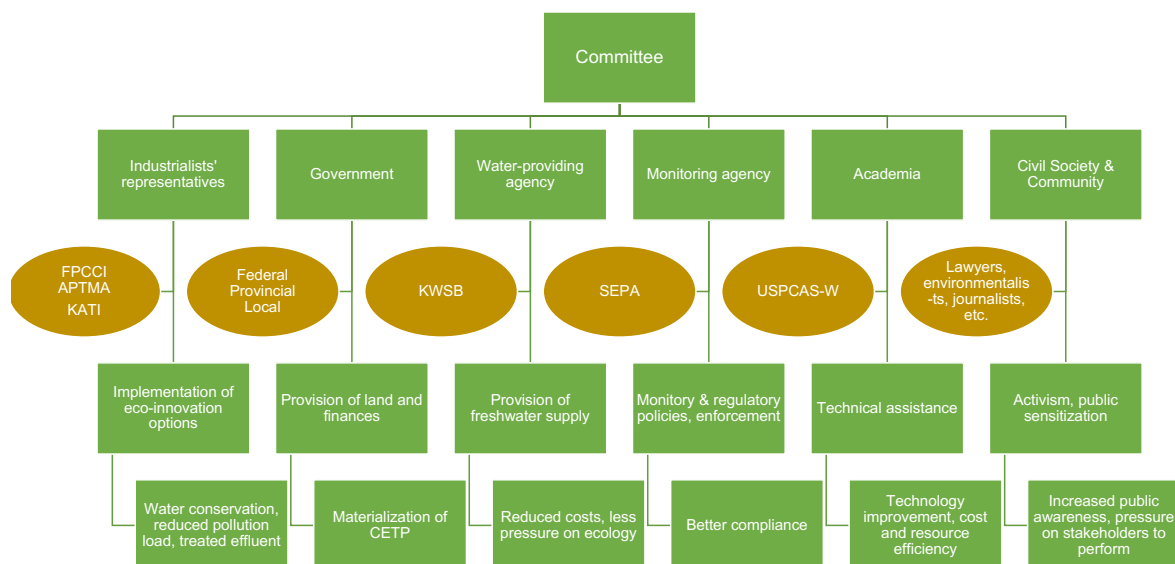 Committee
Industrialists'
representatives
Government
Water-providing
agency
Monitoring agency
Academia
Civil Society &
Community
FPCCI
APTMA
KATI
Federal
Provincial
Local
KWSB
SEPA
USPCAS-W
Lawyers,
environmentalis
-ts, journalists,
etc.
Implementation of
eco-innovation
options
Provision of land and
finances
Provision of
freshwater supply
Monitory & regulatory
policies, enforcement
Technical assistance
Activism, public
sensitization
Water conservation,
reduced pollution
load, treated effluent
Materialization of
CETP
Reduced costs, less
pressure on ecology
Better compliance
Technology
improvement, cost
and resource
efficiency
Increased public
awareness, pressure
on stakeholders to
perform